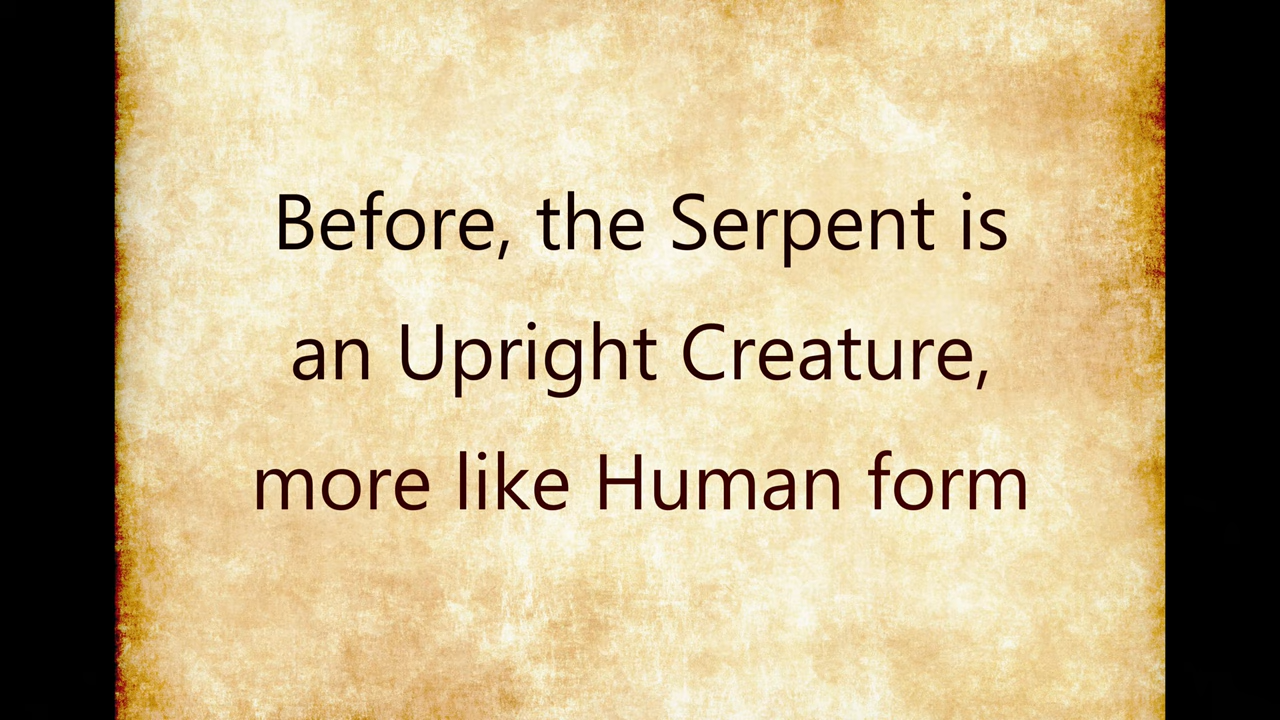 Before, the Serpent is
an Upright Creature,
more like Human form